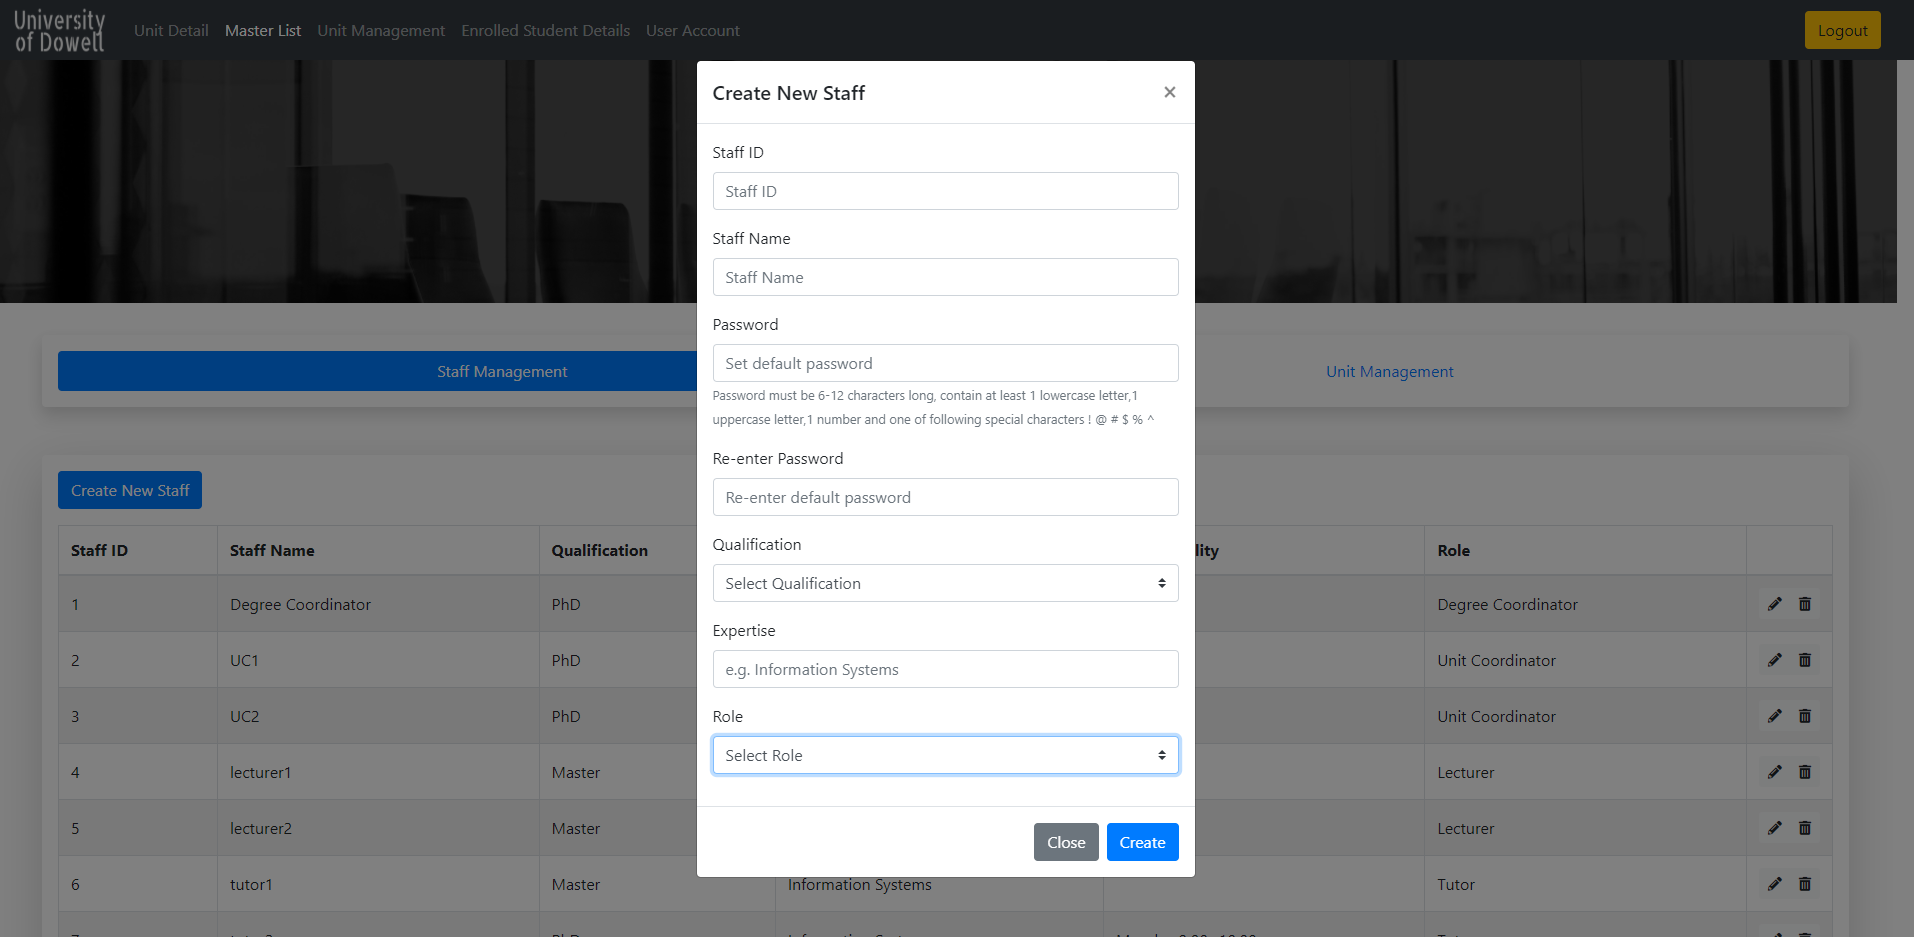 University
of Dowell
Unit Detail Master List Unit Management Enrolled Student Details User Account
Logout
Create New Staff
×
Staff ID
Staff ID
Staff Name
Staff Name
Password
Set default password
Password must be 6-12 characters long, contain at least 1 lowercase letter,1
uppercase letter,1 number and one of following special characters ! @ # $ % ^
Re-enter Password
Re-enter default password
Qualification
Select Qualification
Expertise
e.g. Information Systems
Role
Select Role
Close Create
Staff Management Unit Management
Create New Staff
Staff ID Staff Name Qualification lity Role
1 Degree Coordinator PhD Degree Coordinator
2 UC1 PhD Unit Coordinator
3 UC2 PhD Unit Coordinator
4 lecturer1 Master Lecturer
5 lecturer2 Master Lecturer
6 tutor1 Master Information Systems Tutor